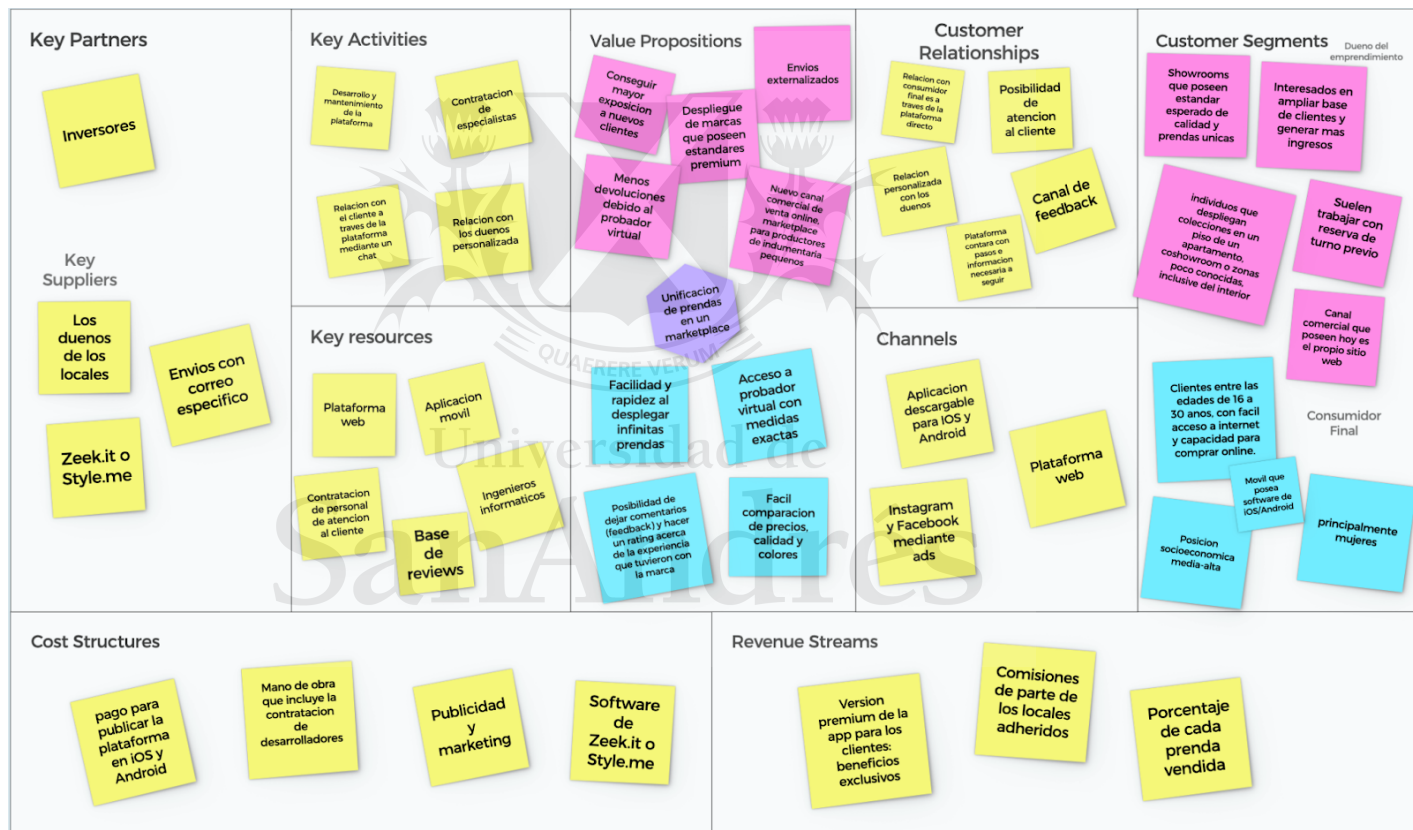 Key Partners
Inversores
Key
Suppliers
Los
duenos
de los
locales
Envios con
correo
especifico
Zeek.it o
Style.me
Key Activities
Desarrollo y
mantenimiento
de la
plataforma
Contratacion
de
especialistas
Relacion con
el cliente a
traves de la
plataforma
mediante un
chat
Relacion con
los duenos
personalizada
Key resources
Plataforma
web
Aplicacion
movil
Contratacion
de personal
de atencion
al cliente
Base
de
reviews
Ingenieros
informaticos
Value Propositions
Conseguir
mayor
exposicion
a nuevos
clientes
Despliegue
de marcas
que poseen
estandares
premium
Envios
externalizados
Menos
devoluciones
debido al
probador
virtual
Nuevo canal
comercial de
venta online,
marketplace
para productores
de indumentaria
pequenos
Unificacion
de prendas
en un
marketplace
Facilidad y
rapidez al
desplegar
infinitas
prendas
Acceso a
probador
virtual con
medidas
exactas
Posibilidad de
dejar comentarios
(feedback) y hacer
un rating acerca
de la experiencia
que tuvieron con
la marca
Facil
comparacion
de precios,
calidad y
colores
Customer
Relationships
Relacion con
consumidor
final es a
traves de la
plataforma
directo
Posibilidad
de
atencion
al cliente
Relacion
personalizada
con los
duenos
Canal de
feedback
Plataforma
contara con
pasos e
informacion
necesaria a
seguir
Channels
Aplicacion
descargable
para IOS y
Android
Plataforma
web
Instagram
y Facebook
mediante
ads
Customer Segments
Dueno del
emprendimiento
Showrooms
que poseen
estandar
esperado de
calidad y
prendas unicas
Interesados en
ampliar base
de clientes y
generar mas
ingresos
individuos que
despliegan
colecciones en un
piso de un
apartamento,
coshowroom o zonas
poco conocidas,
inclusive del interior
Suelen
trabajar con
reserva de
turno previo
Canal
comercial que
poseen hoy es
el propio sitio
web
Clientes entre las
edades de 16 a
30 anos, con facil
acceso a internet
y capacidad para
comprar online.
Consumidor
Final
Movil que
posea
software de
iOS/Android
Posicion
socioeconomica
media-alta
principalmente
mujeres
Cost Structures
pago para
publicar la
plataforma
en iOS y
Android
Mano de obra
que incluye la
contratacion
de
desarrolladores
Publicidad
y
marketing
Software
de
Zeek.it o
Style.me
Revenue Streams
Version
premium de la
app para los
clientes:
beneficios
exclusivos
Comisiones
de parte de
los locales
adheridos
Porcentaje
de cada
prenda
vendida
QUAERERE VERUM
Universidad de
SanAndrés